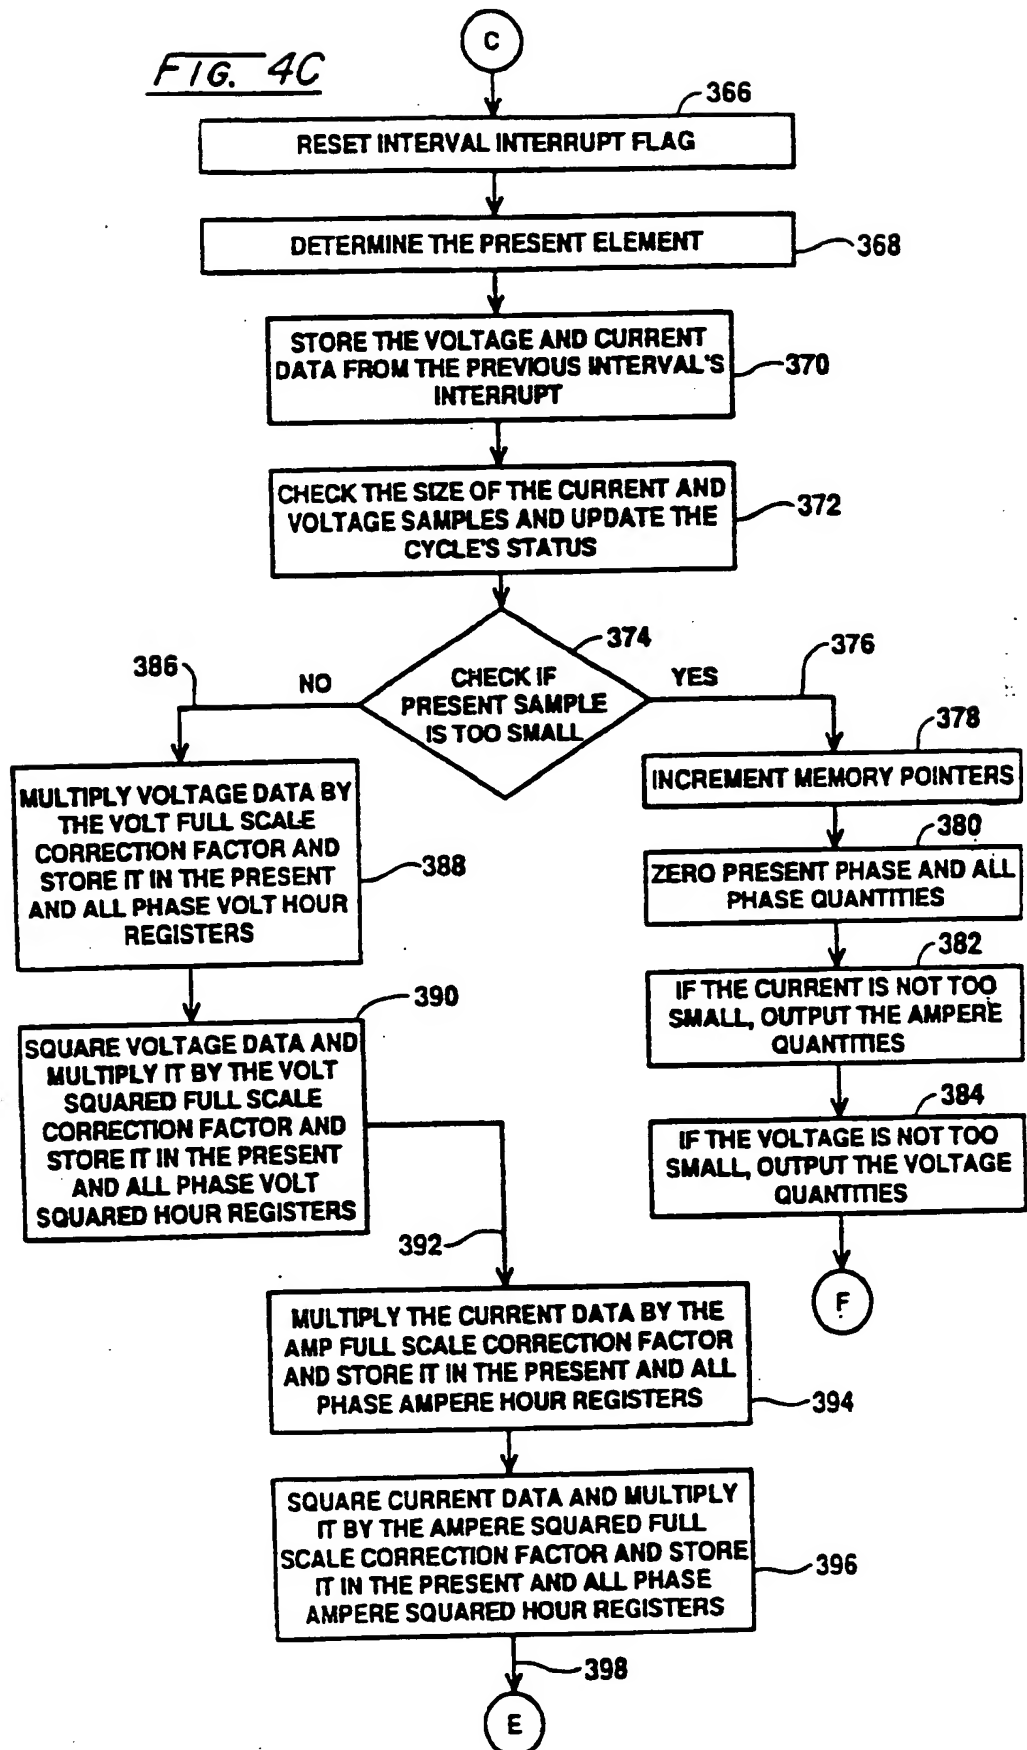 C
FIG. 4C
366
RESET INTERVAL INTERRUPT FLAG
DETERMINE THE PRESENT ELEMENT
368
STORE THE VOLTAGE AND CURRENT
DATA FROM THE PREVIOUS INTERVAL'S
INTERRUPT
370
CHECK THE SIZE OF THE CURRENT AND
VOLTAGE SAMPLES AND UPDATE THE
CYCLE'S STATUS
372
374
CHECK IF
PRESENT SAMPLE
IS TOO SMALL
386
NO
YES
376
378
INCREMENT MEMORY POINTERS
380
ZERO PRESENT PHASE AND ALL
PHASE QUANTITIES
382
IF THE CURRENT IS NOT TOO
SMALL, OUTPUT THE AMPERE
QUANTITIES
384
IF THE VOLTAGE IS NOT TOO
SMALL, OUTPUT THE VOLTAGE
QUANTITIES
F
MULTIPLY VOLTAGE DATA BY
THE VOLT FULL SCALE
CORRECTION FACTOR AND
STORE IT IN THE PRESENT
AND ALL PHASE VOLT HOUR
REGISTERS
388
390
SQUARE VOLTAGE DATA AND
MULTIPLY IT BY THE VOLT
SQUARED FULL SCALE
CORRECTION FACTOR AND
STORE IT IN THE PRESENT
AND ALL PHASE VOLT
SQUARED HOUR REGISTERS
392
MULTIPLY THE CURRENT DATA BY THE
AMP FULL SCALE CORRECTION FACTOR
AND STORE IT IN THE PRESENT AND ALL
PHASE AMPERE HOUR REGISTERS
394
SQUARE CURRENT DATA AND MULTIPLY
IT BY THE AMPERE SQUARED FULL
SCALE CORRECTION FACTOR AND STORE
IT IN THE PRESENT AND ALL PHASE
AMPERE SQUARED HOUR REGISTERS
396
398
E